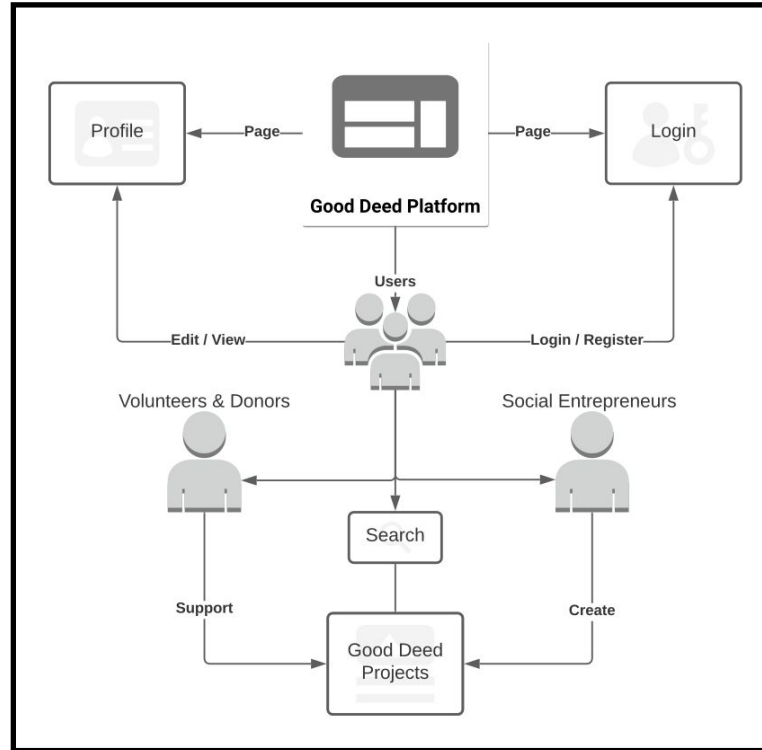 Profile
Page
Page
Login
Good Deed Platform
Users
Edit / View
Login / Register
Volunteers & Donors
Social Entrepreneurs
Search
Support
Create
Good Deed
Projects